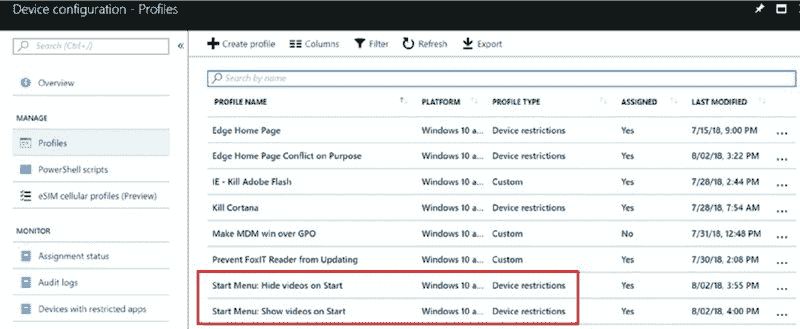 Device configuration - Profiles
Search (Ctrl+/)
«
Overview
MANAGE
Profiles
PowerShell scripts
eSIM cellular profiles (Preview)
MONITOR
Assignment status
Audit logs
Devices with restricted apps
Create profile Columns Filter Refresh Export
Search by name
PROFILE NAME PLATFORM PROFILE TYPE ASSIGNED LAST MODIFIED
Edge Home Page Windows 10 a... Device restrictions Yes 7/15/18, 9:00 PM ...
Edge Home Page Conflict on Purpose Windows 10 a... Device restrictions Yes 8/02/18, 3:22 PM ...
IE - Kill Adobe Flash Windows 10 a... Custom Yes 7/28/18, 2:44 PM ...
Kill Cortana Windows 10 a... Device restrictions Yes 7/28/18, 7:54 AM ...
Make MDM win over GPO Windows 10 a... Custom No 7/31/18, 12:48 PM ...
Prevent FoxIT Reader from Updating Windows 10 a... Custom Yes 7/30/18, 2:08 PM ...
Start Menu: Hide videos on Start Windows 10 a... Device restrictions Yes 8/02/18, 3:55 PM ...
Start Menu: Show videos on Start Windows 10 a... Device restrictions Yes 8/02/18, 4:00 PM ...